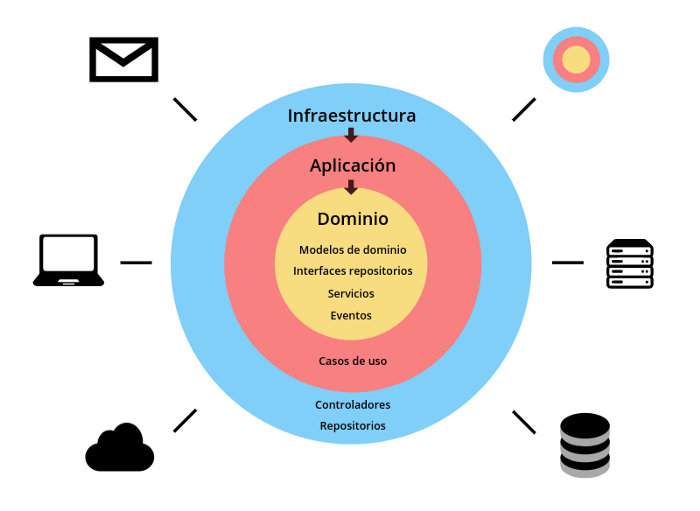 Infraestructura
Aplicación
Dominio
Modelos de dominio
Interfaces repositorios
Servicios
Eventos
Casos de uso
Controladores
Repositorios